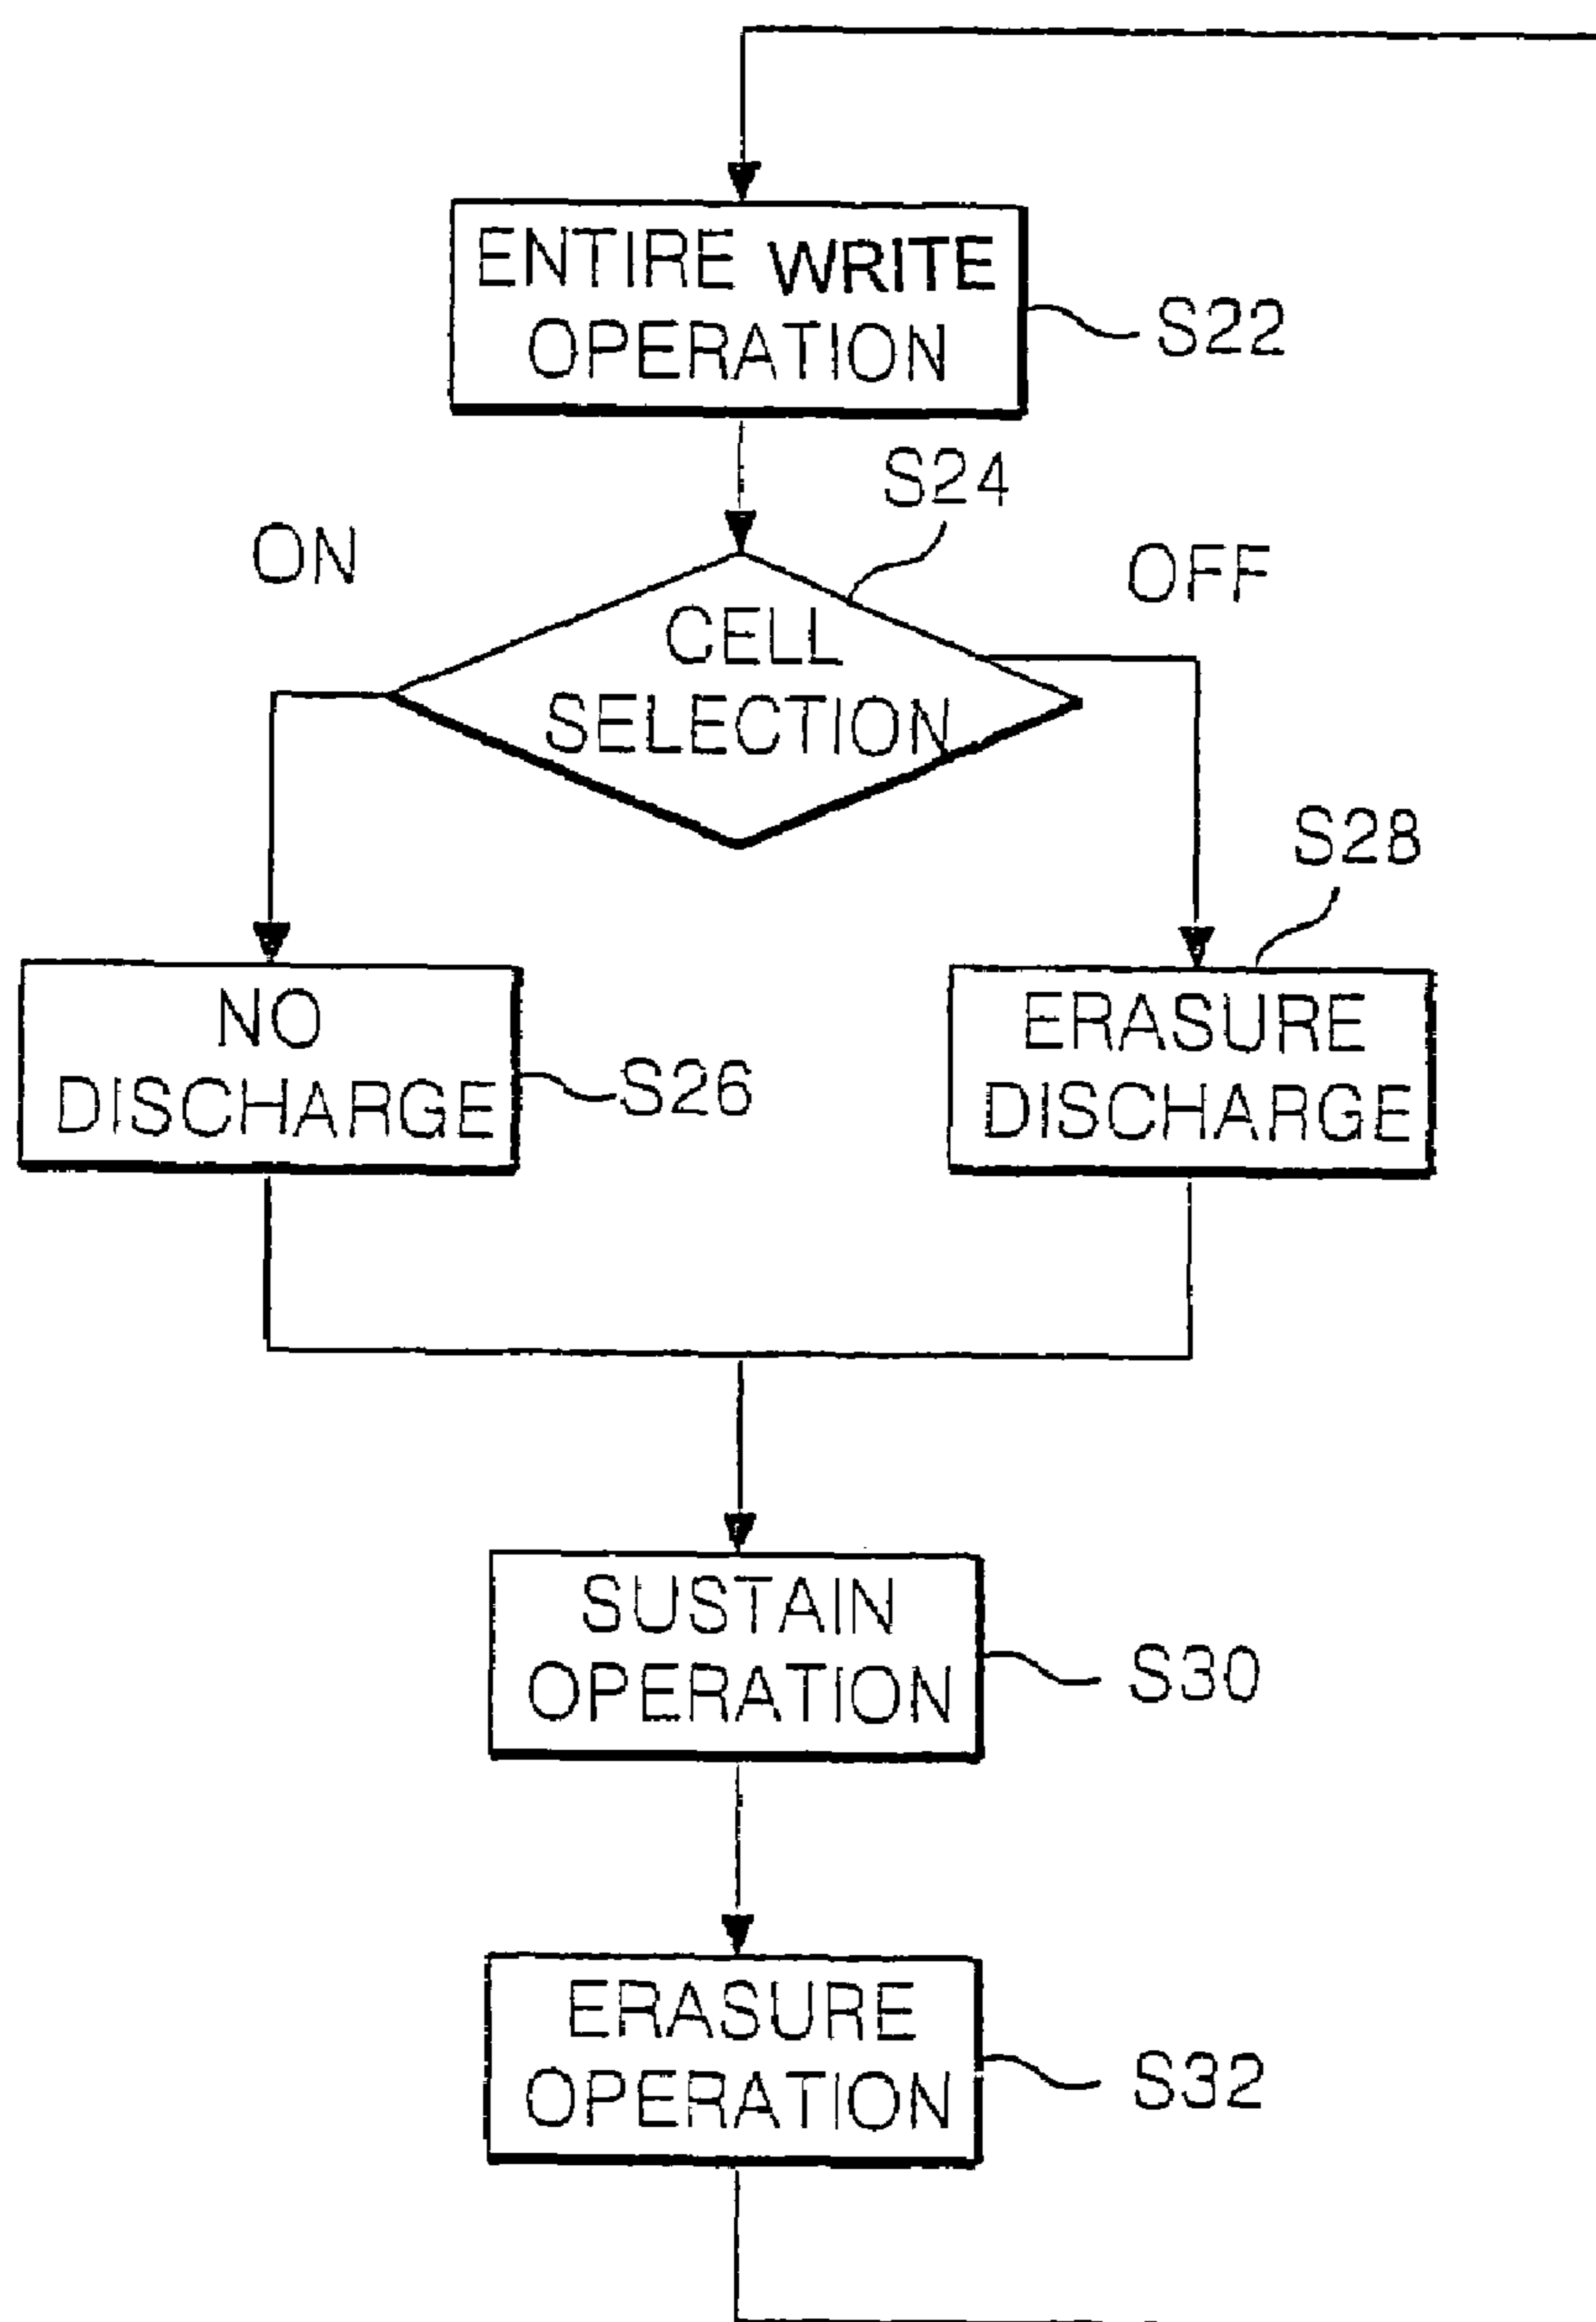 ENTIRE WRITE
OPERATION
S22
S24
ON
OFF
CELL
SELECTION
S28
NO
DISCHARGE
S26
ERASURE
DISCHARGE
SUSTAIN
OPERATION
S30
ERASURE
OPERATION
S32